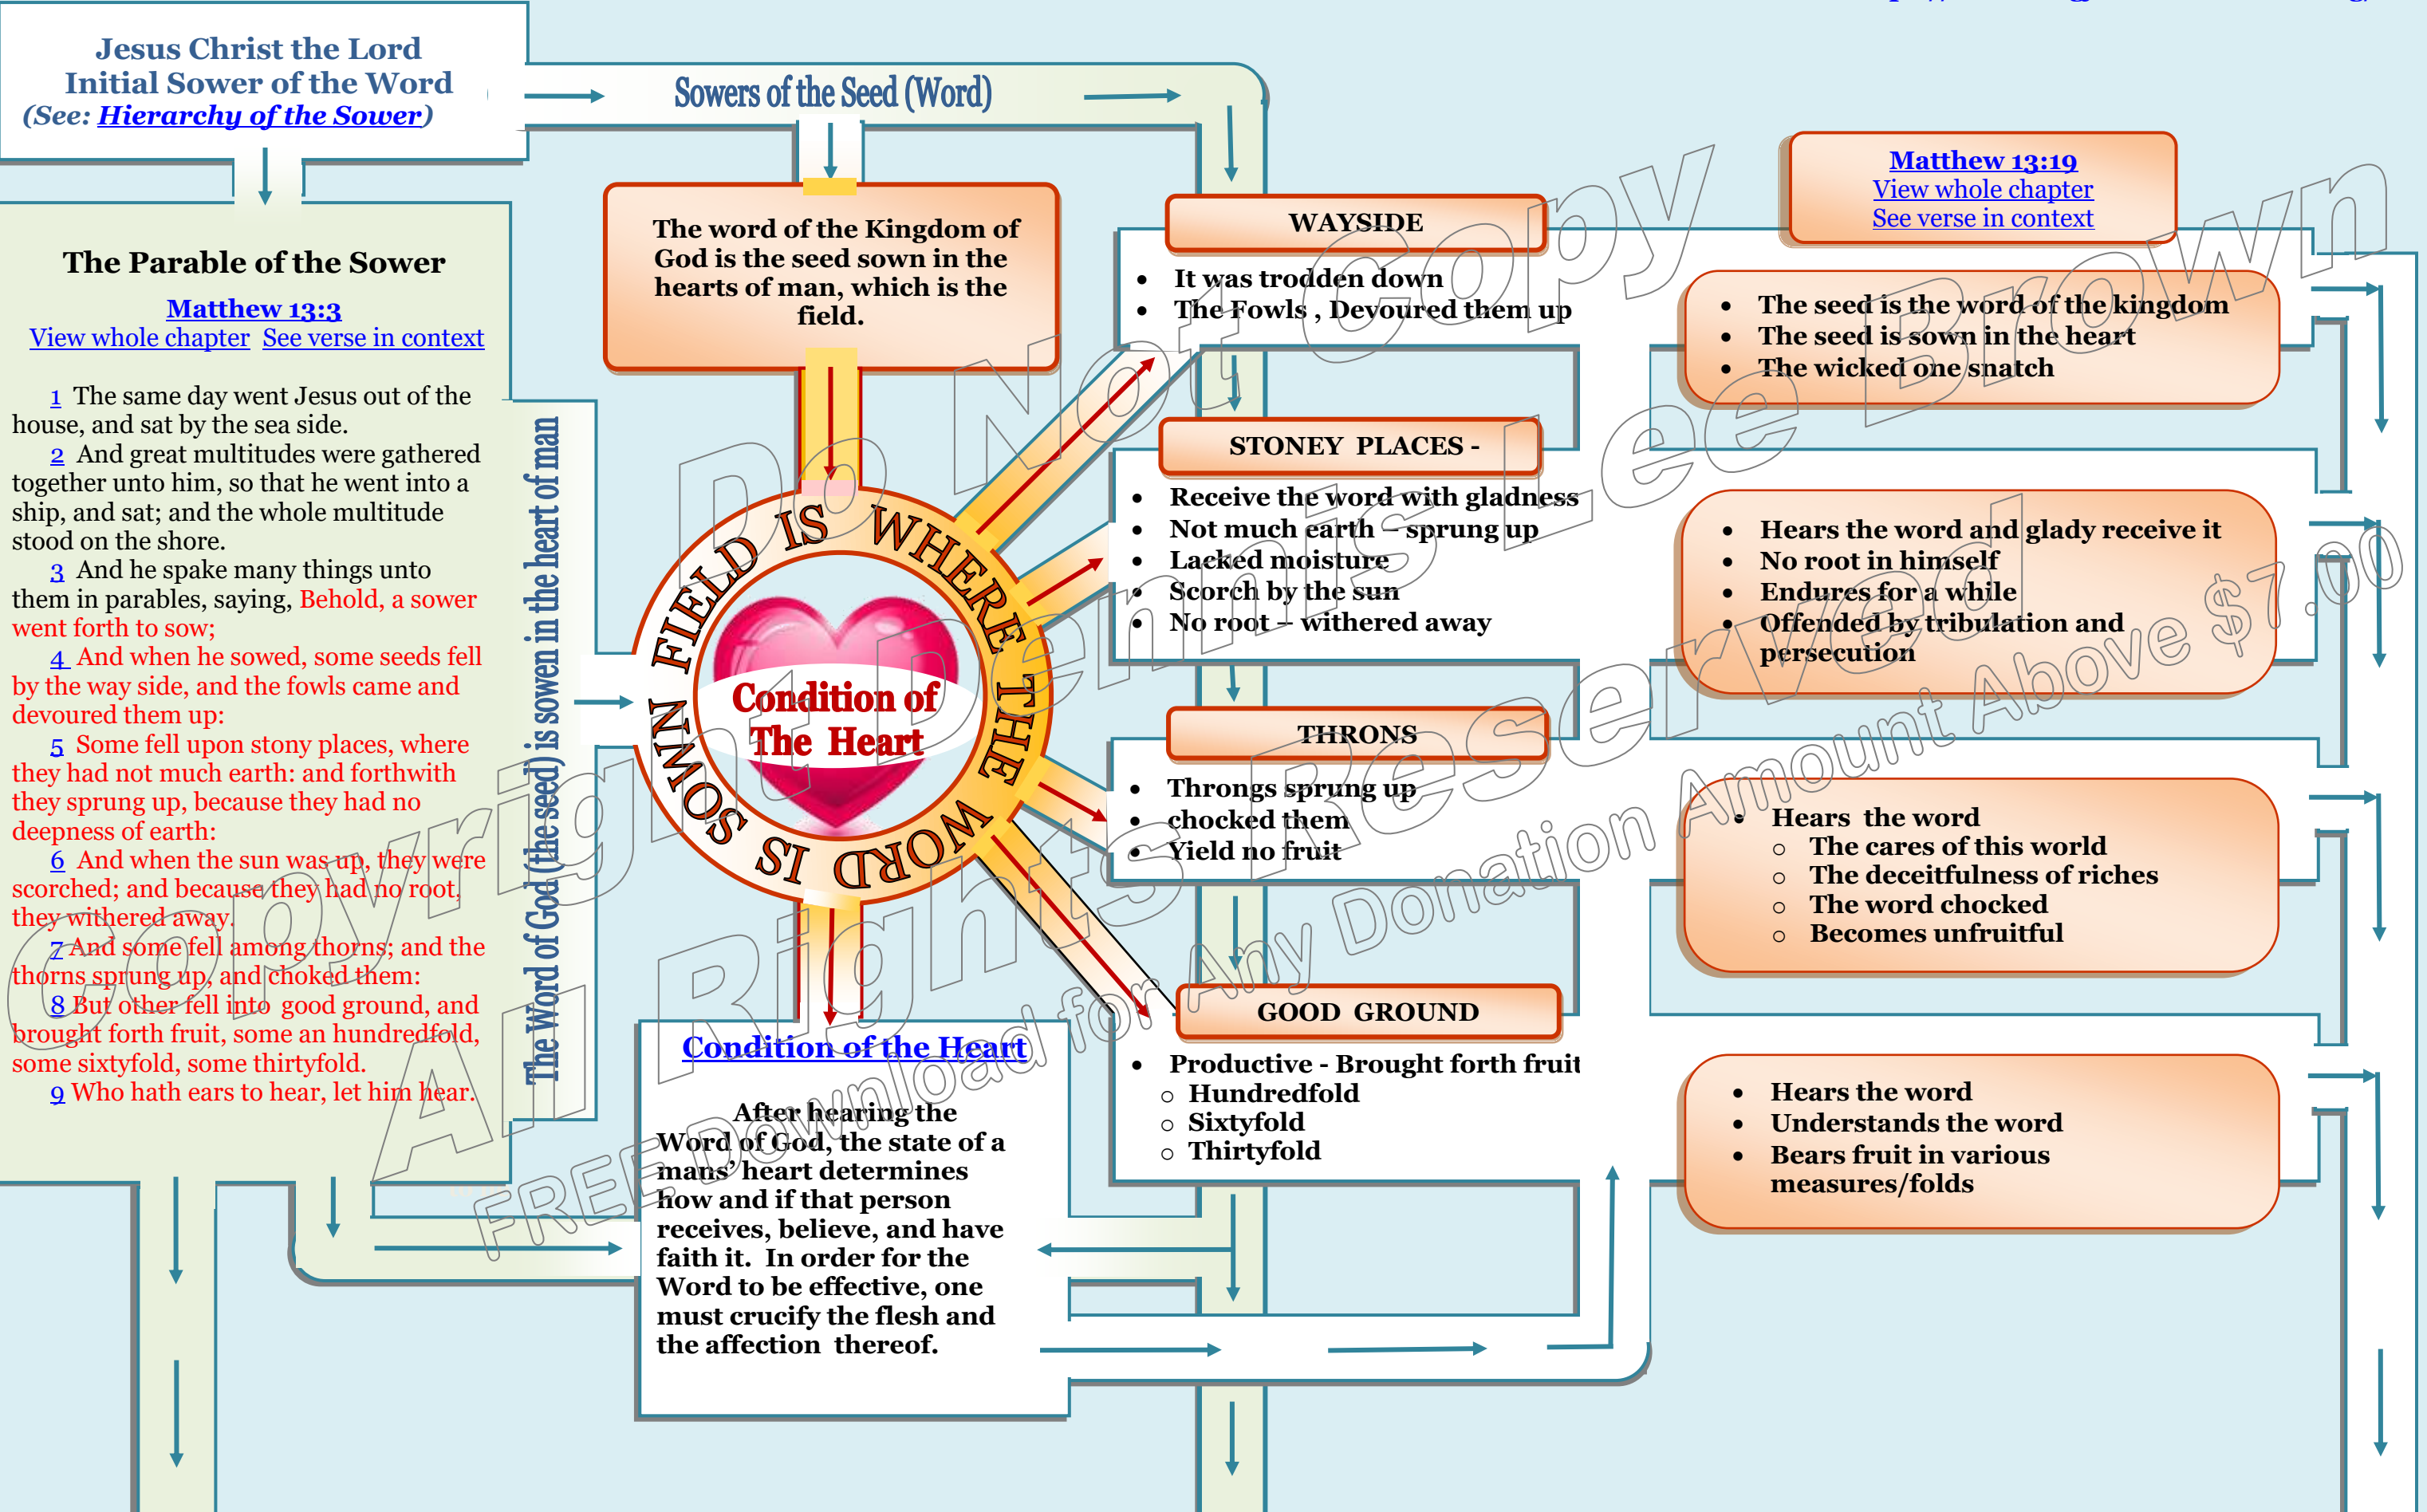 Jesus Christ the Lord
Initial Sower of the Word
(See: Hierarchy of the Sower)
Sowers of the Seed (Word)
The Parable of the Sower
Matthew 13:3
View whole chapter  See verse in context
1  The same day went Jesus out of the
house, and sat by the sea side.
2  And great multitudes were gathered
together unto him, so that he went into a
ship, and sat; and the whole multitude
stood on the shore.
3  And he spake many things unto
them in parables, saying, Behold, a sower
went forth to sow;
4  And when he sowed, some seeds fell
by the way side, and the fowls came and
devoured them up:
5  Some fell upon stony places, where
they had not much earth: and forthwith
they sprung up, because they had no
deepness of earth:
6  And when the sun was up, they were
scorched; and because they had no root,
they withered away.
7 And some fell among thorns; and the
thorns sprung up, and choked them:
8 But other fell into  good ground, and
brought forth fruit, some an hundredfold,
some sixtyfold, some thirtyfold.
9 Who hath ears to hear, let him hear.
The Word of God (the seed) is sowen in the heart of man
The word of the Kingdom of
God is the seed sown in the
hearts of man, which is the
field.
FIELD IS WHERE THE WORD IS SOWN
Condition of
The Heart
Condition of the Heart
After hearing the
Word of God, the state of a
mans' heart determines
how and if that person
receives, believe, and have
faith it.  In order for the
Word to be effective, one
must crucify the flesh and
the affection  thereof.
WAYSIDE
• It was trodden down
• The Fowls , Devoured them up
STONEY  PLACES -
• Receive the word with gladness
• Not much earth – sprung up
• Lacked moisture
• Scorch by the sun
• No root – withered away
THRONS
• Throngs sprung up
• chocked them
• Yield no fruit
GOOD  GROUND
• Productive - Brought forth fruit
○ Hundredfold
○ Sixtyfold
○ Thirtyfold
Matthew 13:19
View whole chapter
See verse in context
• The seed is the word of the kingdom
• The seed is sown in the heart
• The wicked one snatch
• Hears the word and glady receive it
• No root in himself
• Endures for a while
• Offended by tribulation and
persecution
• Hears  the word
○ The cares of this world
○ The deceitfulness of riches
○ The word chocked
○ Becomes unfruitful
• Hears the word
• Understands the word
• Bears fruit in various
measures/folds
Do Not Copy
Copyright Dennis Lee Brown
All Rights Reserved
FREE Download for Any Donation Amount Above $7.00